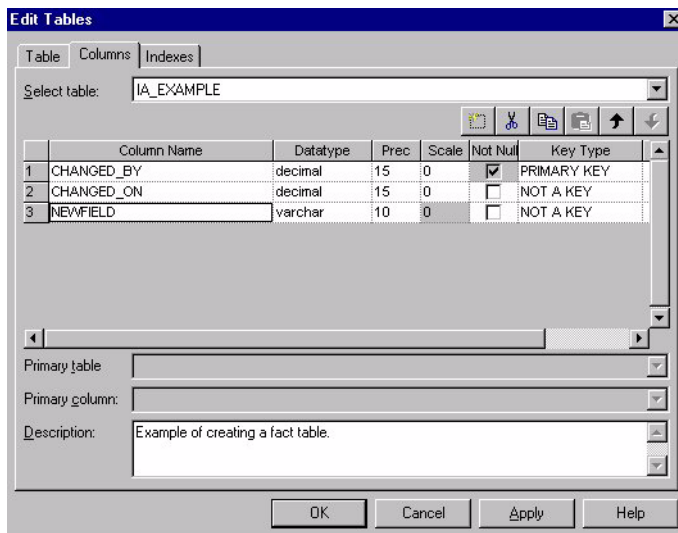 Edit Tables
Table Columns Indexes
Select table: IA_EXAMPLE
Column Name Datatype Prec Scale Not Null Key Type
1 CHANGED_BY decimal 15 0 PRIMARY KEY
2 CHANGED_ON decimal 15 0 NOT A KEY
3 NEWFIELD varchar 10 0 NOT A KEY
Primary table
Primary column:
Description: Example of creating a fact table.
OK Cancel Apply Help